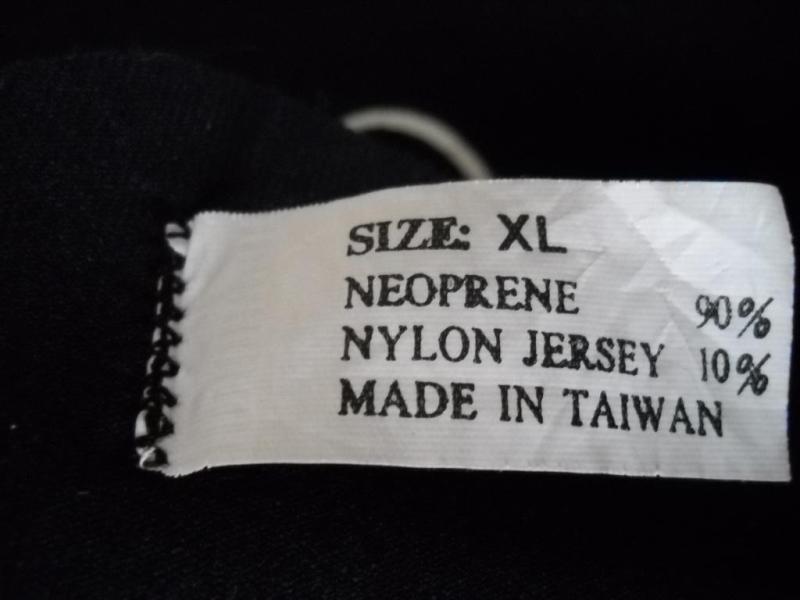 SIZE: XL
NEOPRENE 90%
NYLON JERSEY 10%
MADE IN TAIWAN